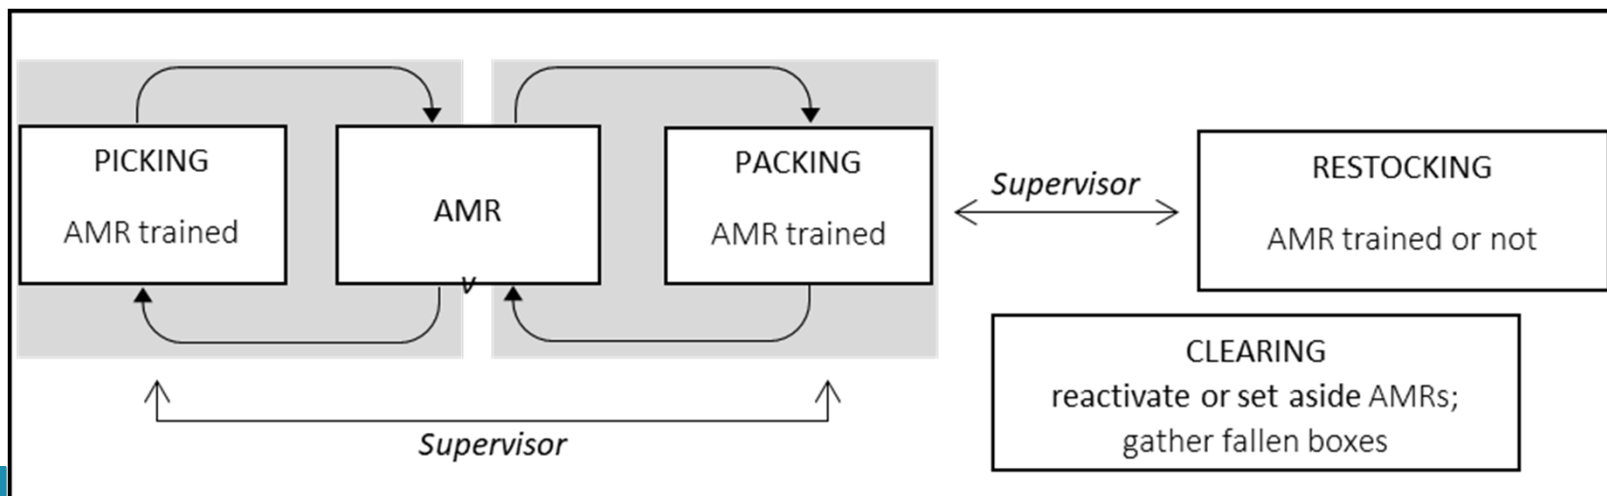 PICKING
AMR trained
AMR
v
PACKING
AMR trained
Supervisor
RESTOCKING
AMR trained or not
CLEARING
reactivate or set aside AMRs;
gather fallen boxes
Supervisor